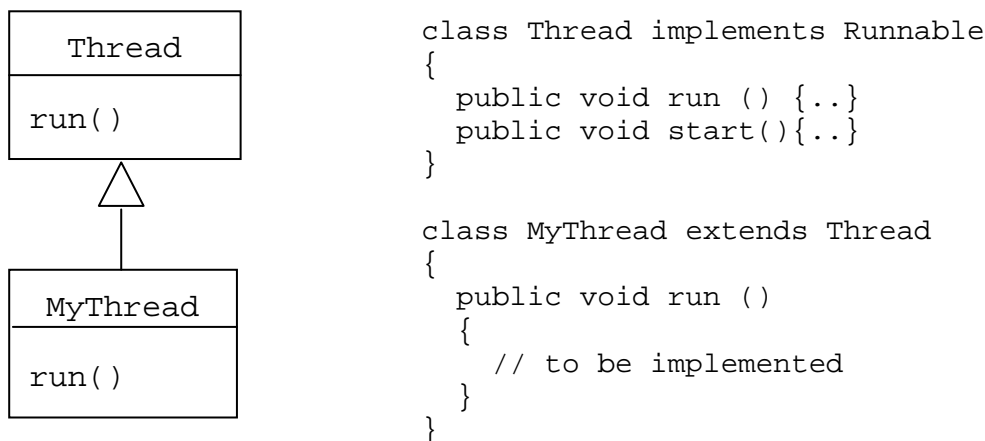 Thread
run()
MyThread
run()
class Thread implements Runnable
{
  public void run () {..}
  public void start(){..}
}
class MyThread extends Thread
{
  public void run ()
  {
    // to be implemented
  }
}